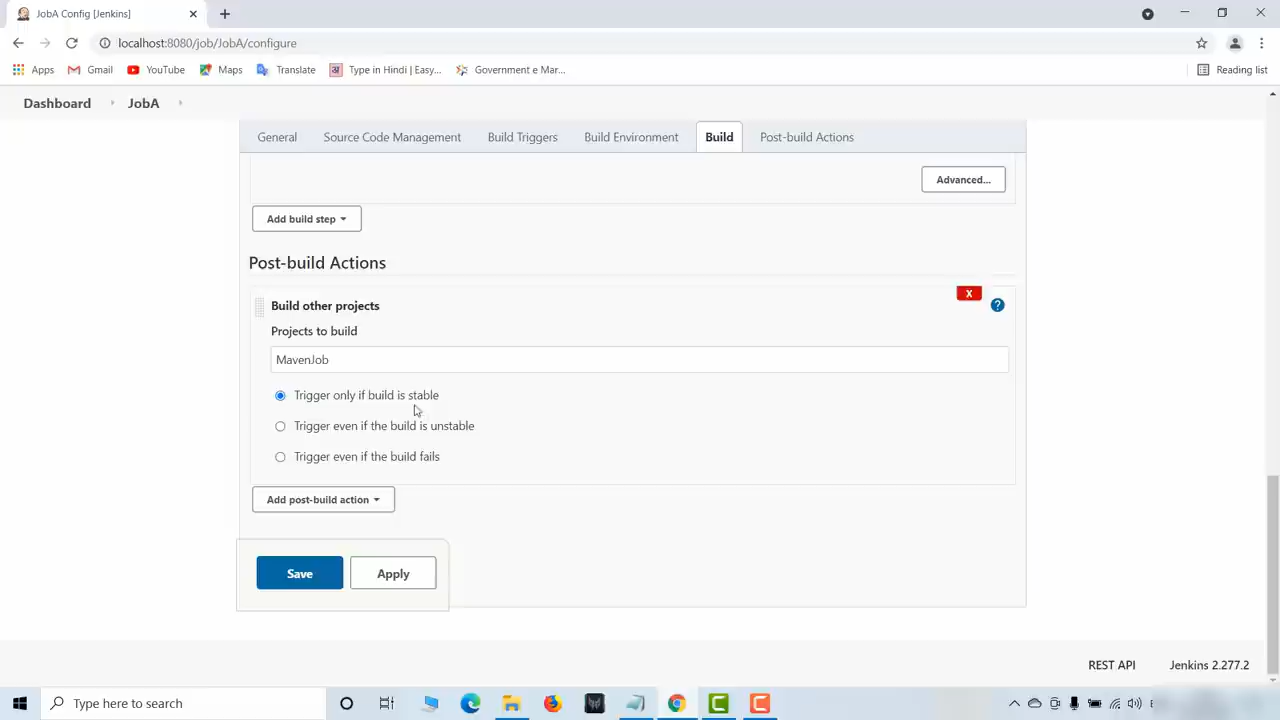 JobA Config [Jenkins]
localhost:8080/job/JobA/configure
Apps Gmail YouTube Maps Translate Type in Hindi | Easy... Government e Mar... Reading list
Dashboard JobA
General Source Code Management Build Triggers Build Environment Build Post-build Actions
Advanced...
Add build step
Post-build Actions
Build other projects
X
?
Projects to build
MavenJob
Trigger only if build is stable
Trigger even if the build is unstable
Trigger even if the build fails
Add post-build action
Save Apply
REST API Jenkins 2.277.2
Type here to search